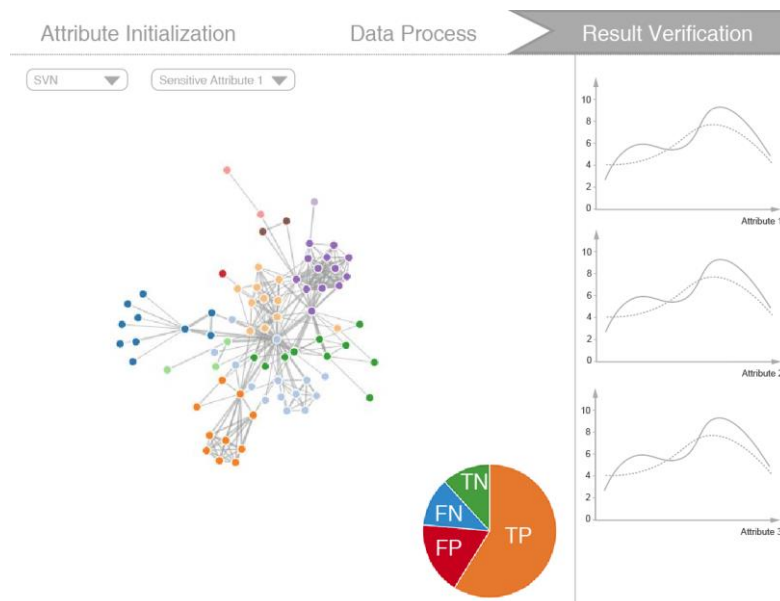 Attribute Initialization
Data Process
Result Verification
SVN
Sensitive Attribute 1
10
8
6
4
2
0
Attribute 1
10
8
6
4
2
0
Attribute 2
10
8
6
4
2
0
Attribute 3
TN
FN
FP
TP